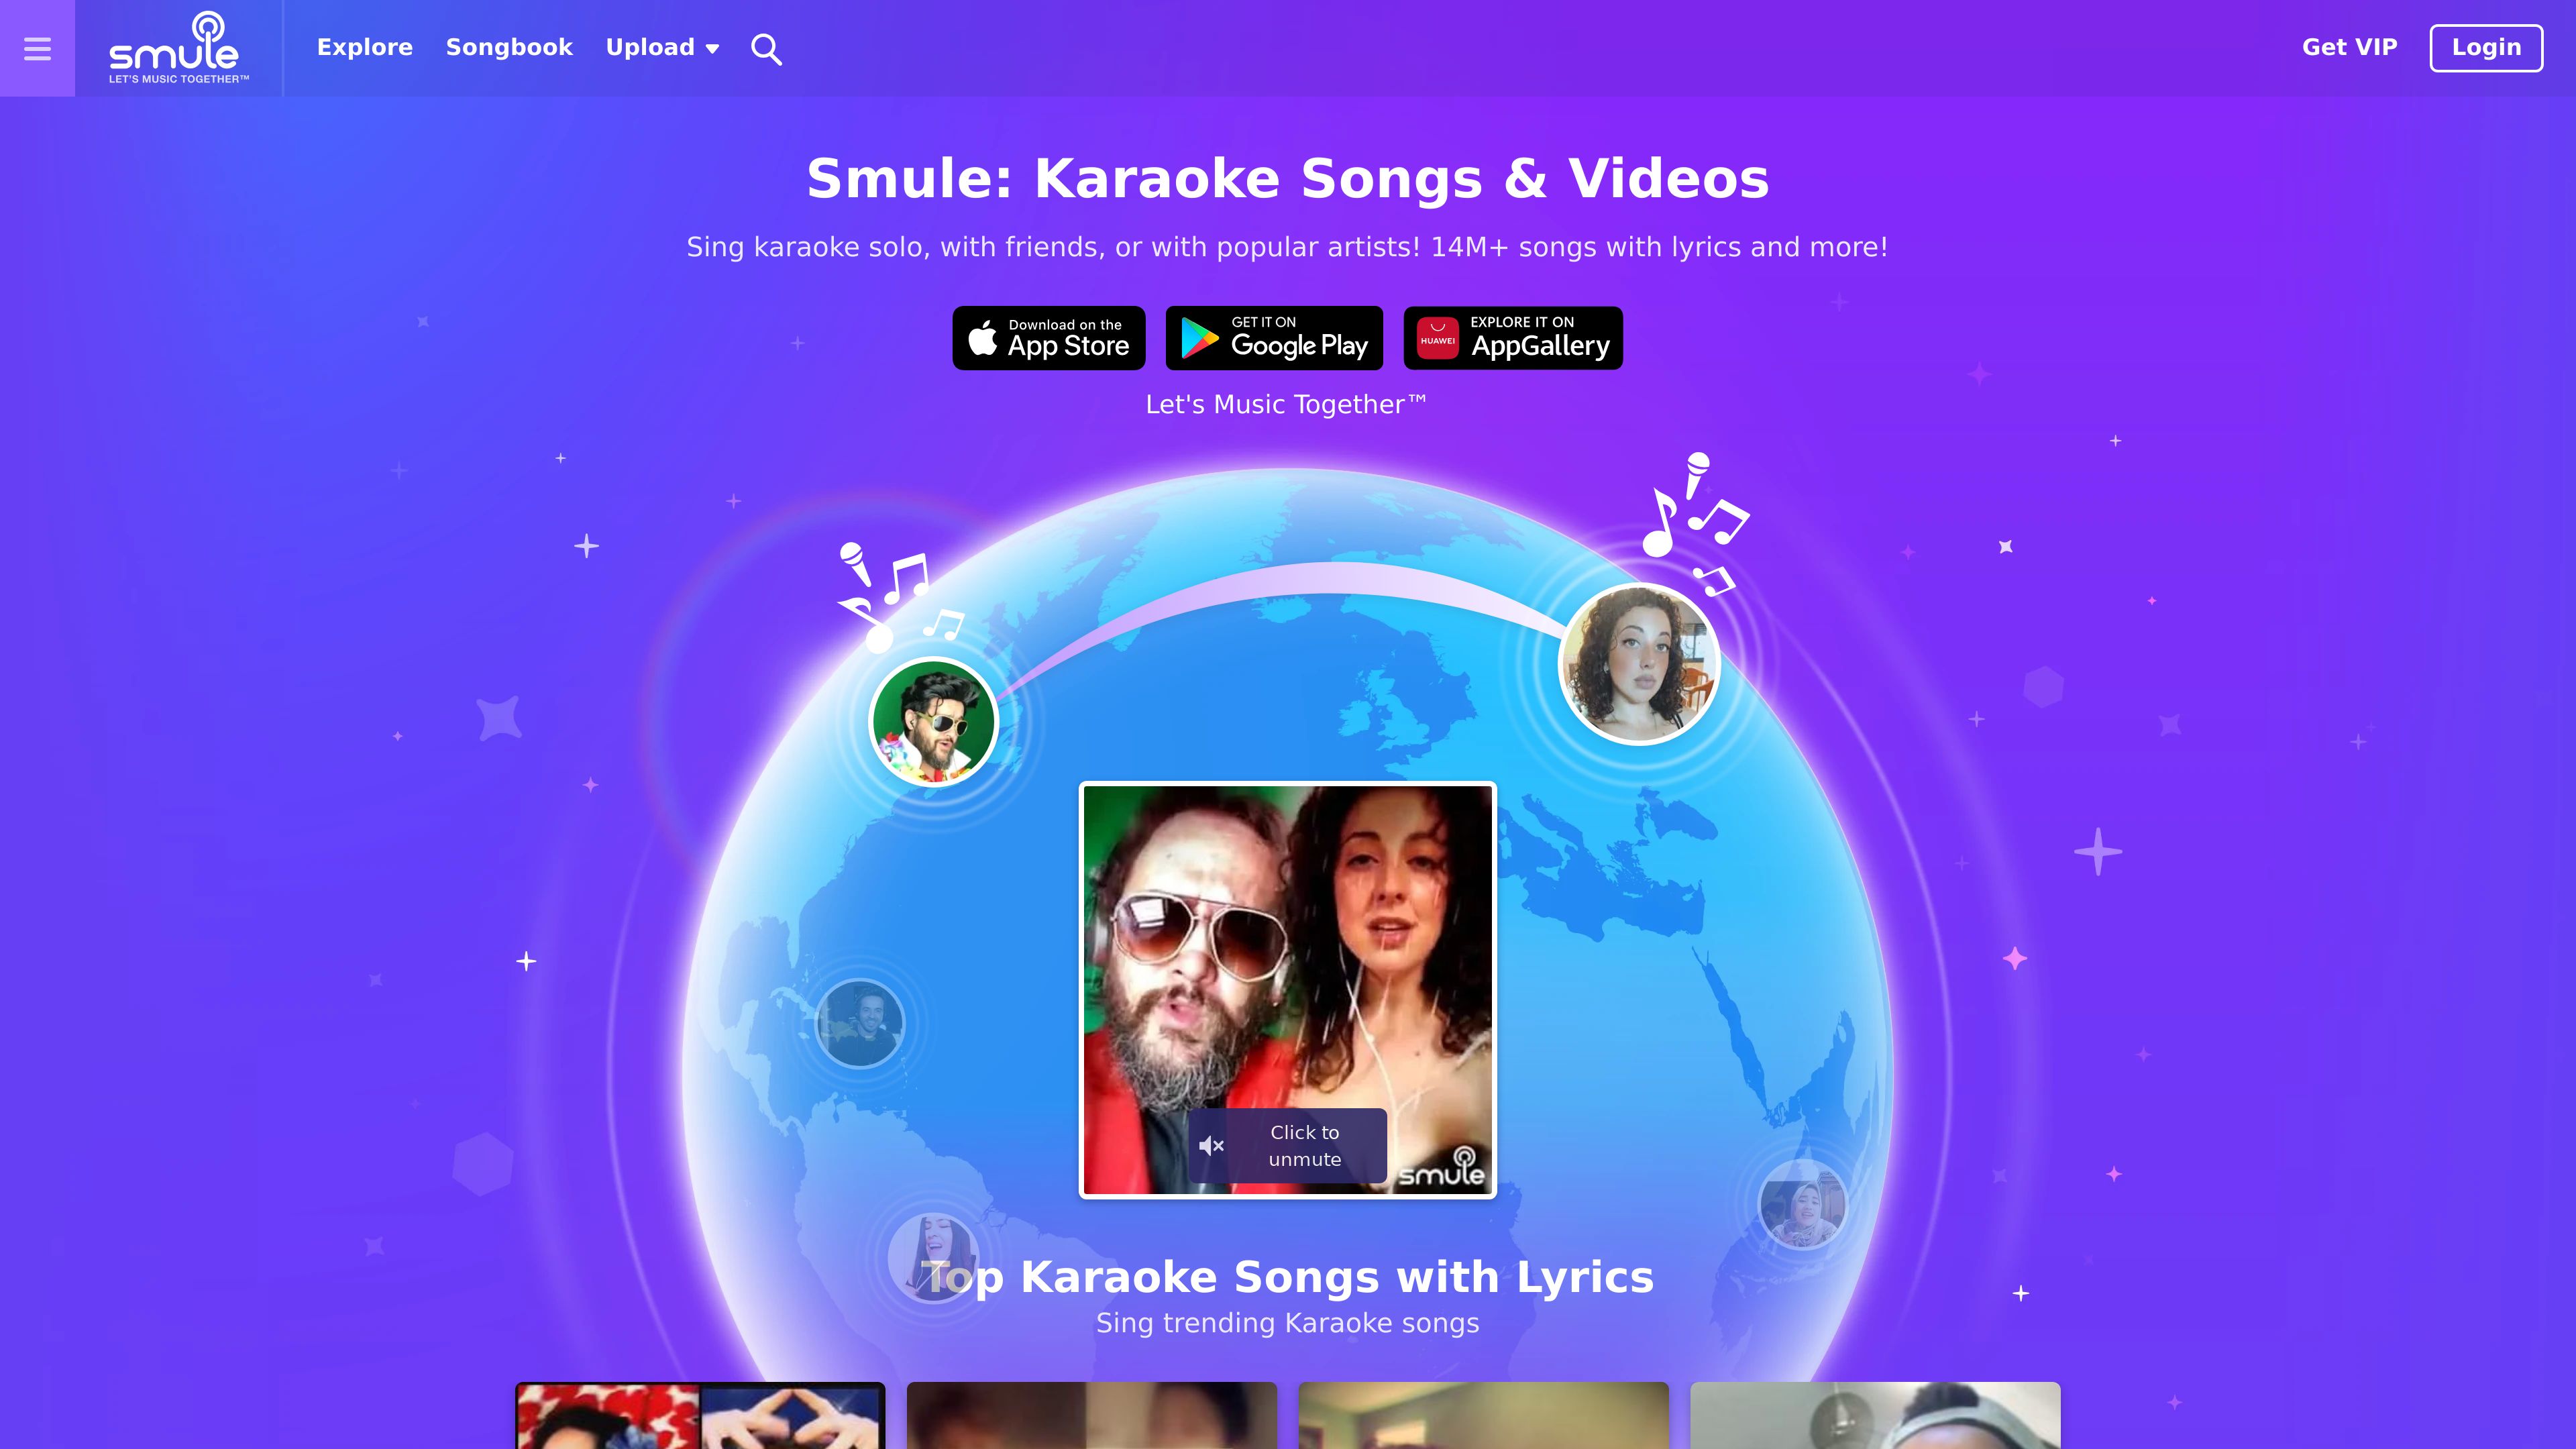 smule
LET'S MUSIC TOGETHER™
Explore
Songbook
Upload
Get VIP
Login
Smule: Karaoke Songs & Videos
Sing karaoke solo, with friends, or with popular artists! 14M+ songs with lyrics and more!
Download on the
App Store
GET IT ON
Google Play
HUAWEI
EXPLORE IT ON
AppGallery
Let's Music Together™
Click to
unmute
smule
Top Karaoke Songs with Lyrics
Sing trending Karaoke songs